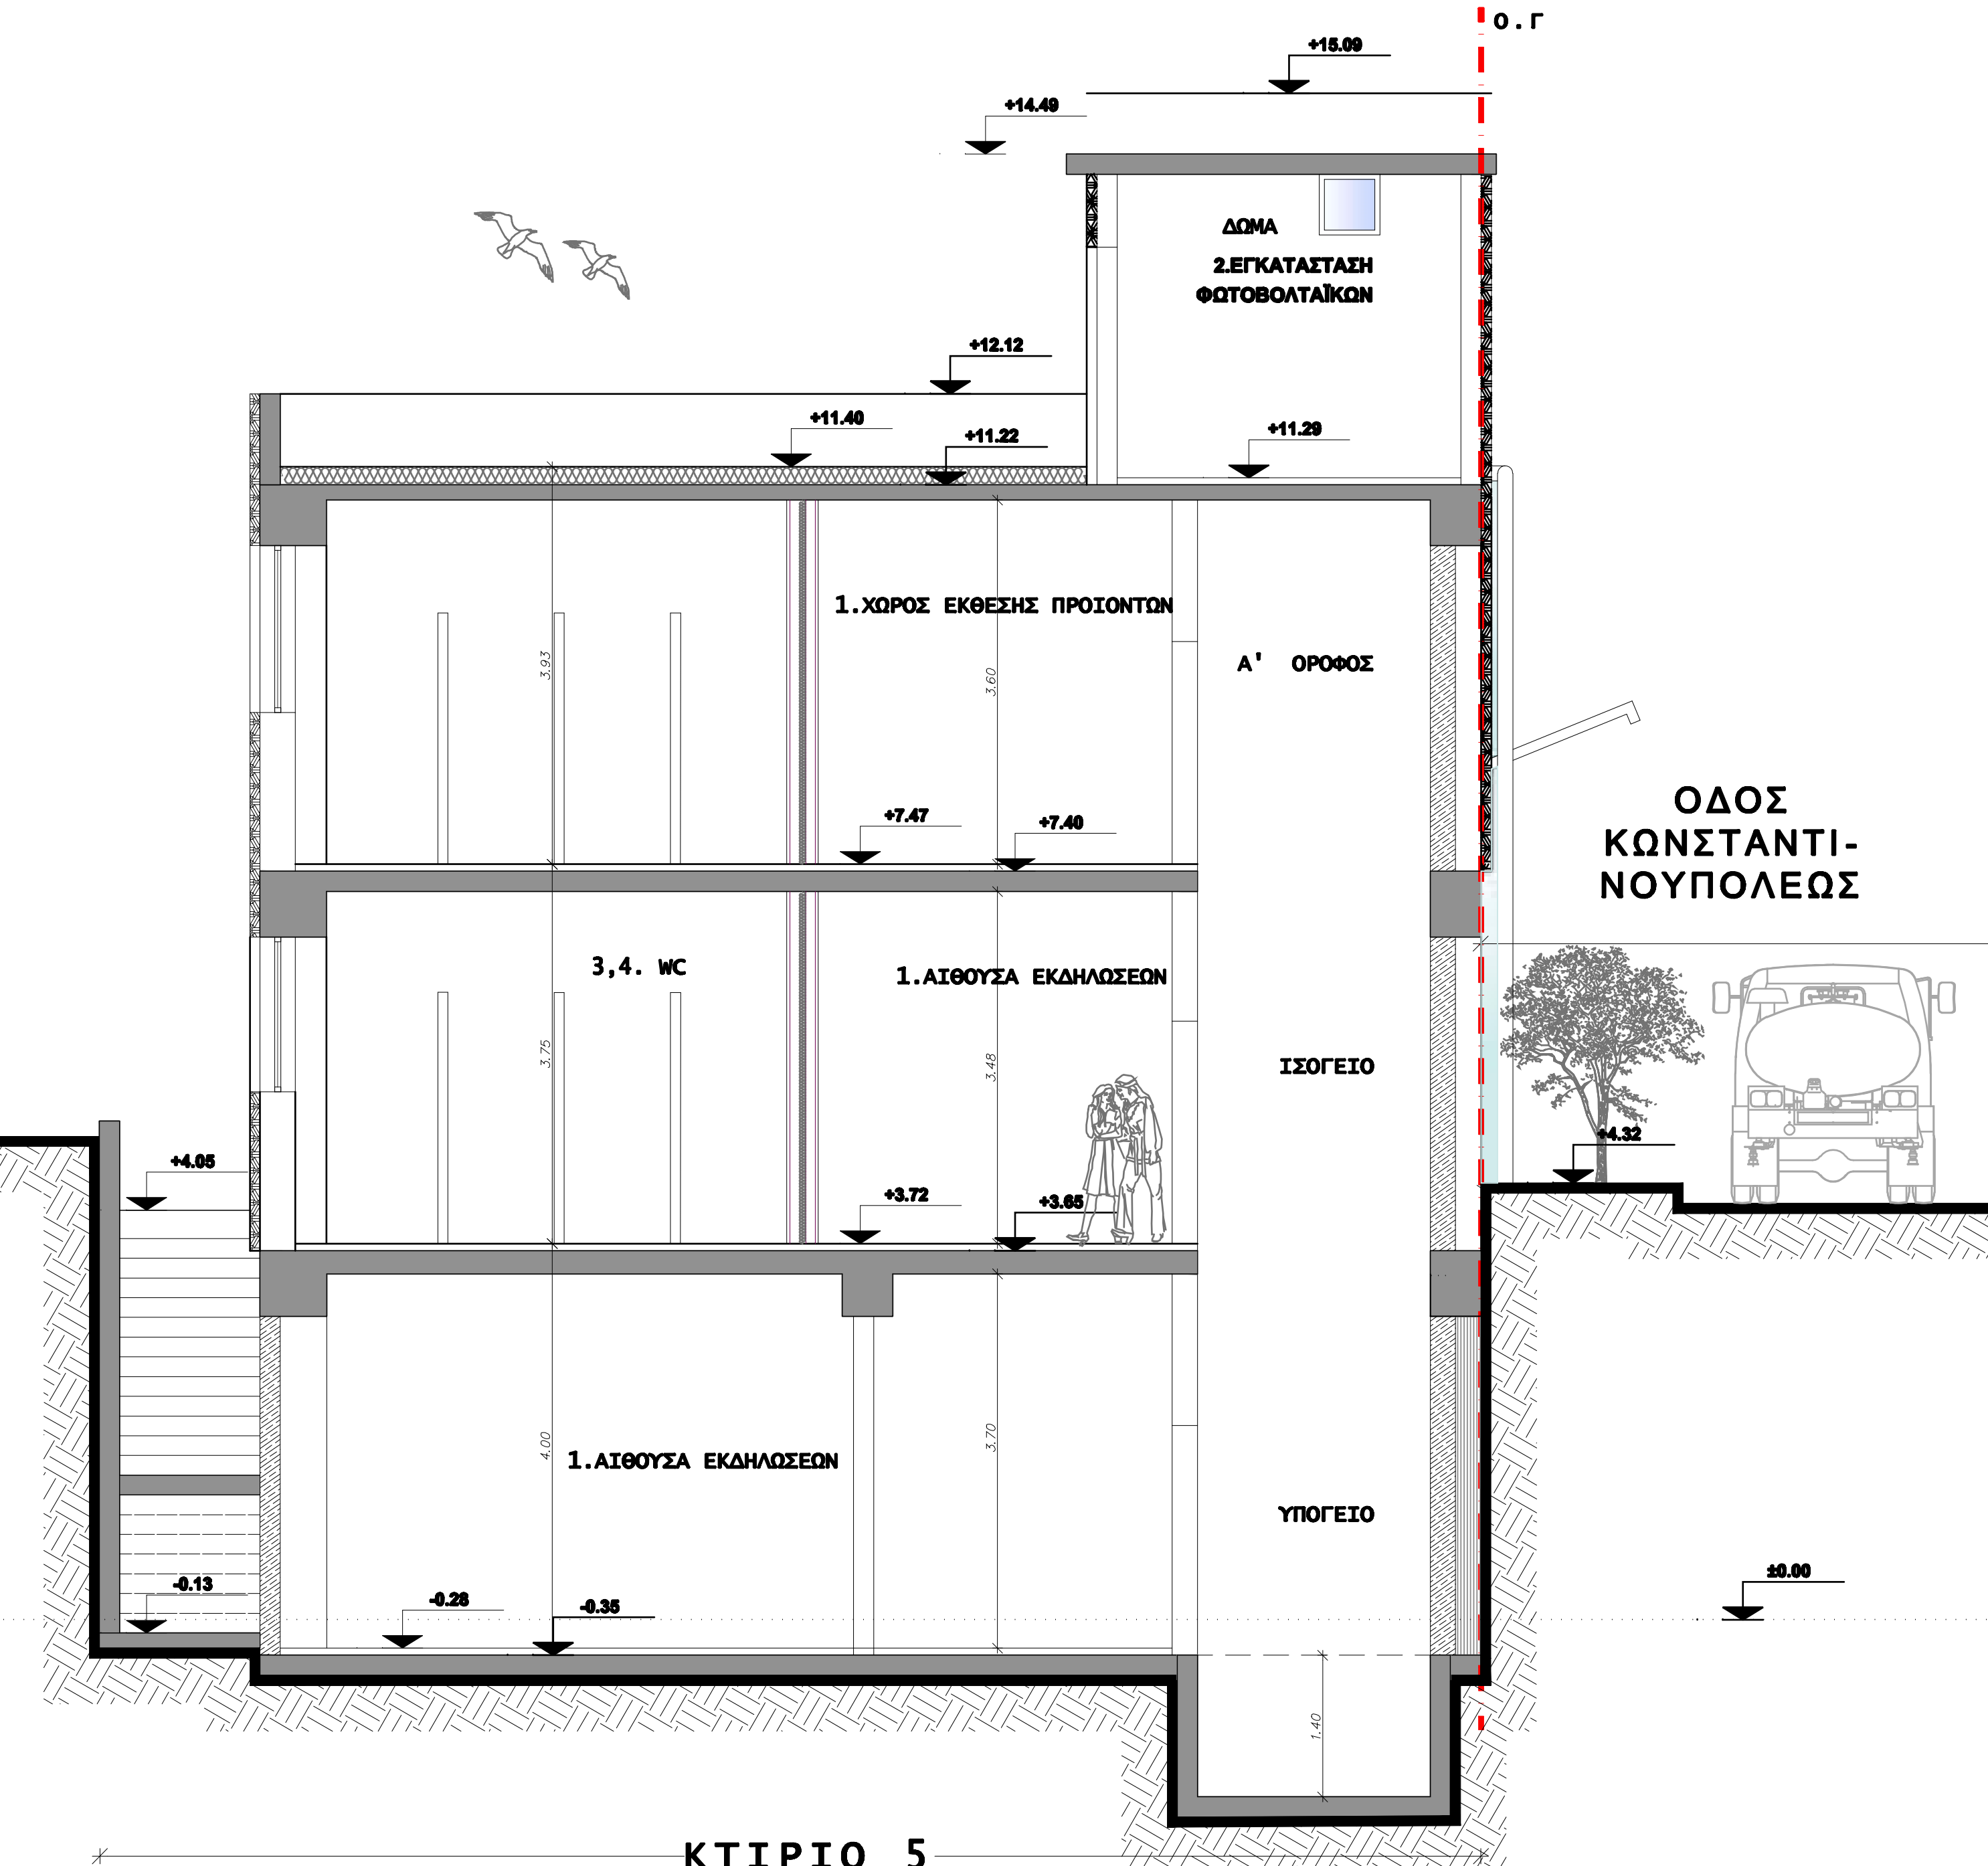 ο.Γ
+15.09
+14.49
ΔΩΜΑ
2.ΕΓΚΑΤΑΣΤΑΣΗ
ΦΩΤΟΒΟΛΤΑΪΚΩΝ
+12.12
+11.40
+11.22
+11.29
1.ΧΩΡΟΣ ΕΚΘΕΣΗΣ ΠΡΟΙΟΝΤΩΝ
3.93
3.60
Α' ΟΡΟΦΟΣ
ΟΔΟΣ
ΚΩΝΣΤΑΝΤΙ-
ΝΟΥΠΟΛΕΩΣ
+7.47
+7.40
3,4. WC
1.ΑΙΘΟΥΣΑ ΕΚΔΗΛΩΣΕΩΝ
3.75
3.48
ΙΣΟΓΕΙΟ
+4.32
+4.05
+3.72
+3.65
4.00
1.ΑΙΘΟΥΣΑ ΕΚΔΗΛΩΣΕΩΝ
3.70
ΥΠΟΓΕΙΟ
-0.13
-0.28
-0.35
±0.00
1.40
ΚΤΙΡΙΟ 5